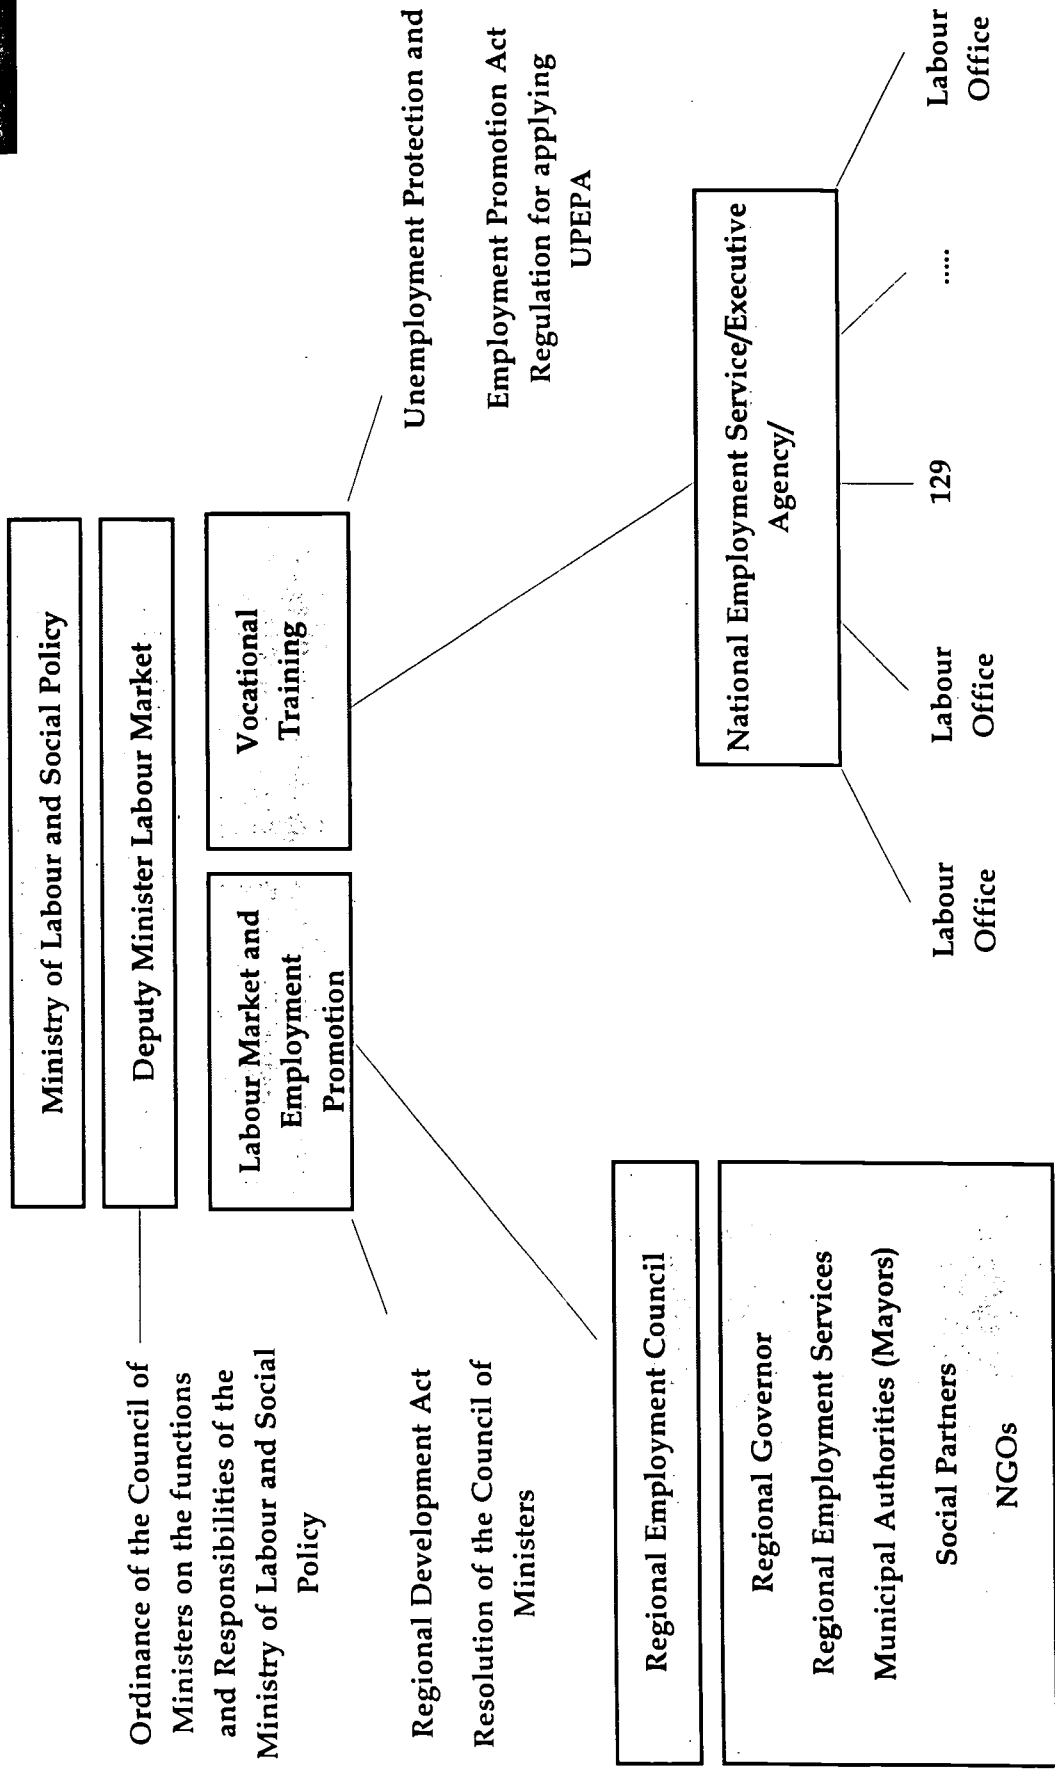 Ministry of Labour and Social Policy
Deputy Minister Labour Market
Ordinance of the Council of
Ministers on the functions
and Responsibilities of the
Ministry of Labour and Social
Policy
Labour Market and
Employment
Promotion
Vocational
Training
Regional Development Act
Resolution of the Council of
Ministers
Unemployment Protection and
Employment Promotion Act
Regulation for applying
UPEPA
Regional Employment Council
Regional Governor
Regional Employment Services
Municipal Authorities (Mayors)
Social Partners
NGOs
National Employment Service/Executive
Agency/
Labour
Office
Labour
Office
129
.....
Labour
Office